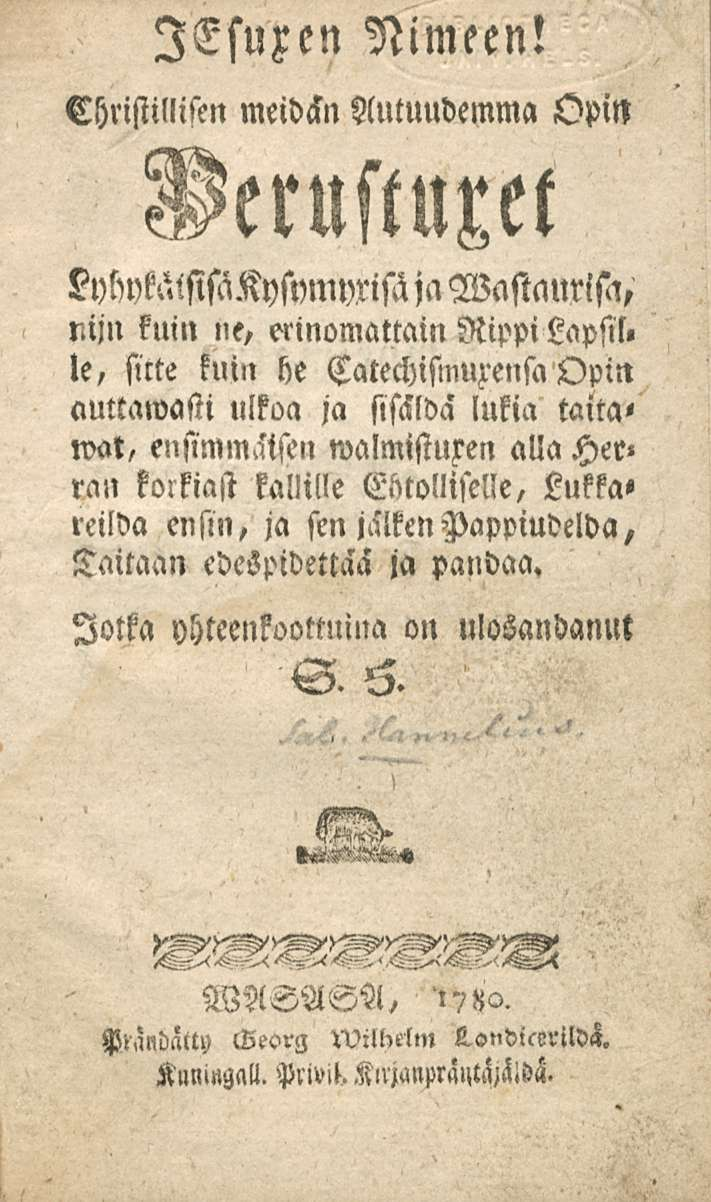 JEsuxen Nimeen!
Christillisen meidän Autuudemma Opin
Perustuxet
Lyhykäisisä Kysymyxisä ja Wastauxisa,
nijn kuin ne, erinomattain Rippi Lapsil-
le, sitte kuin he Catechismuxensa Opin
auttawasti ulkoa ja sisäldä lukia taita-
wat, ensimmäisen walmistuxen alla Her-
ran korkiast kallille Ehtolliselle, Lukka-
reilda ensin, ja sen jälken Pappiudelda,
Taitaan edespidettää ja pandaa.
Jotka yhteenkoottuina on ulosandanut
S. H.
Sal. Hannelius.
WASASA, 1780.
Prändätty Georg Wilhelm Londicerildä.
Kuningall. Privil. Kirjanpräntäjäldä.